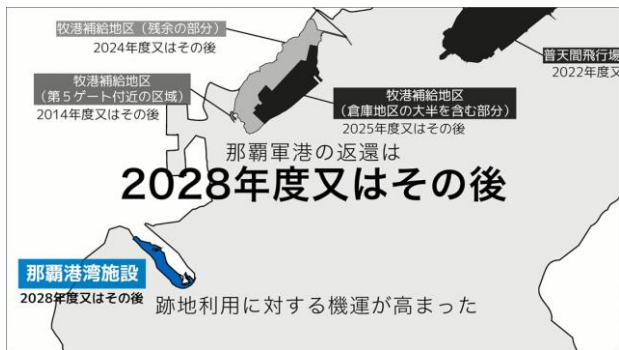 牧港補給地区（残余の部分）
2024年度又はその後
牧港補給地区
（第５ゲート付近の区域）
2014年度又はその後
牧港補給地区
（倉庫地区の大半を含む部分）
2025年度又はその後
普天間飛行場
2022年度又
那覇軍港の返還は
2028年度又はその後
那覇港湾施設
2028年度又はその後
跡地利用に対する機運が高まった